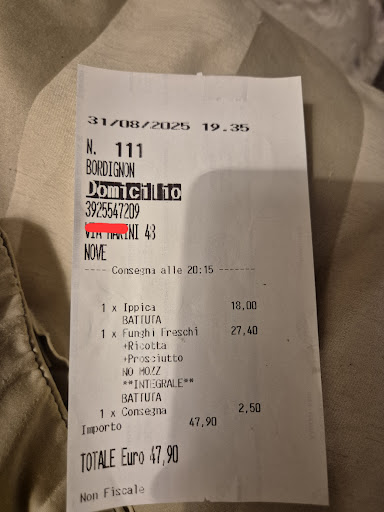 31/08/2025 19.35
N. 111
BORDIGNON
Domicilio
3925547209
43
NOVE
---- Consegna alle 20:15 -------
1 x Ippica 18,00
BATTUTA
1 x Funghi Freschi 27,40
+Ricotta
+Prosciutto
NO MOZZ
**INTEGRALE**
BATTUTA
1 x Consegna 2,50
Importo 47,90
TOTALE Euro 47,90
Non Fiscale